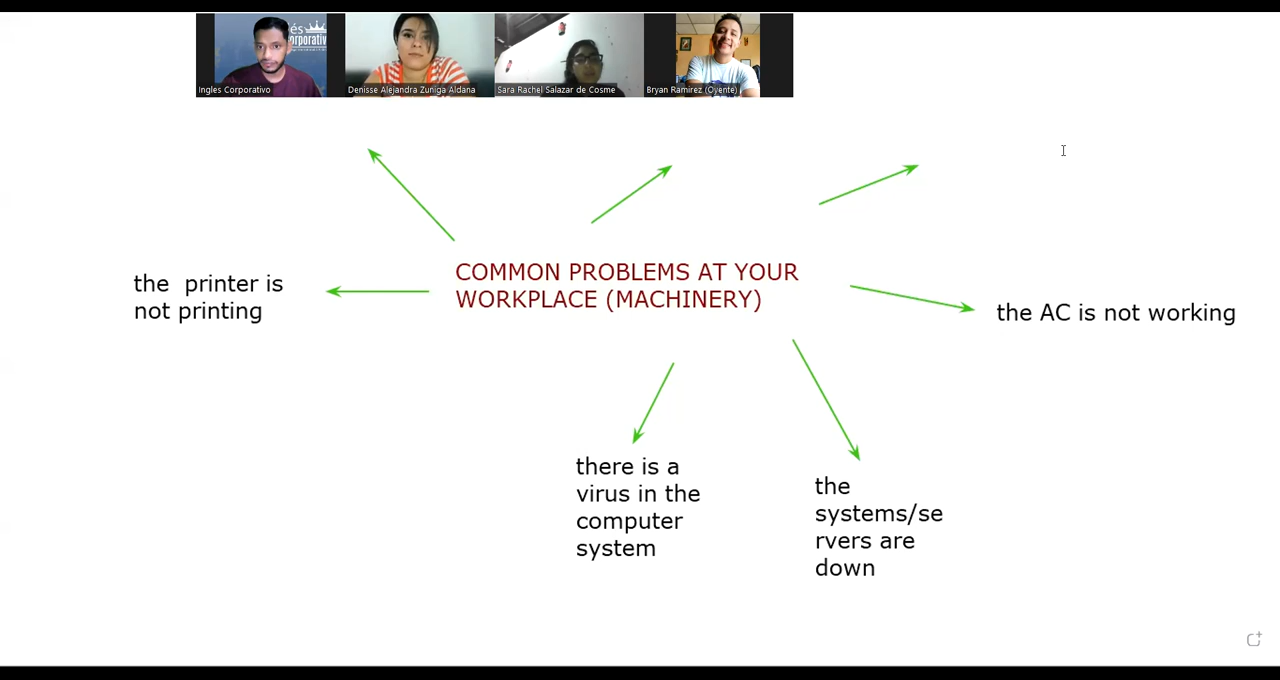 és
corporativo
Ingles Corporativo
Denisse Alejandra Zuniga Aldana
Sara Rachel Salazar de Cosme
Bryan Ramirez (Oyente)
COMMON PROBLEMS AT YOUR
WORKPLACE (MACHINERY)
the printer is
not printing
the AC is not working
there is a
virus in the
computer
system
the
systems/se
rvers are
down